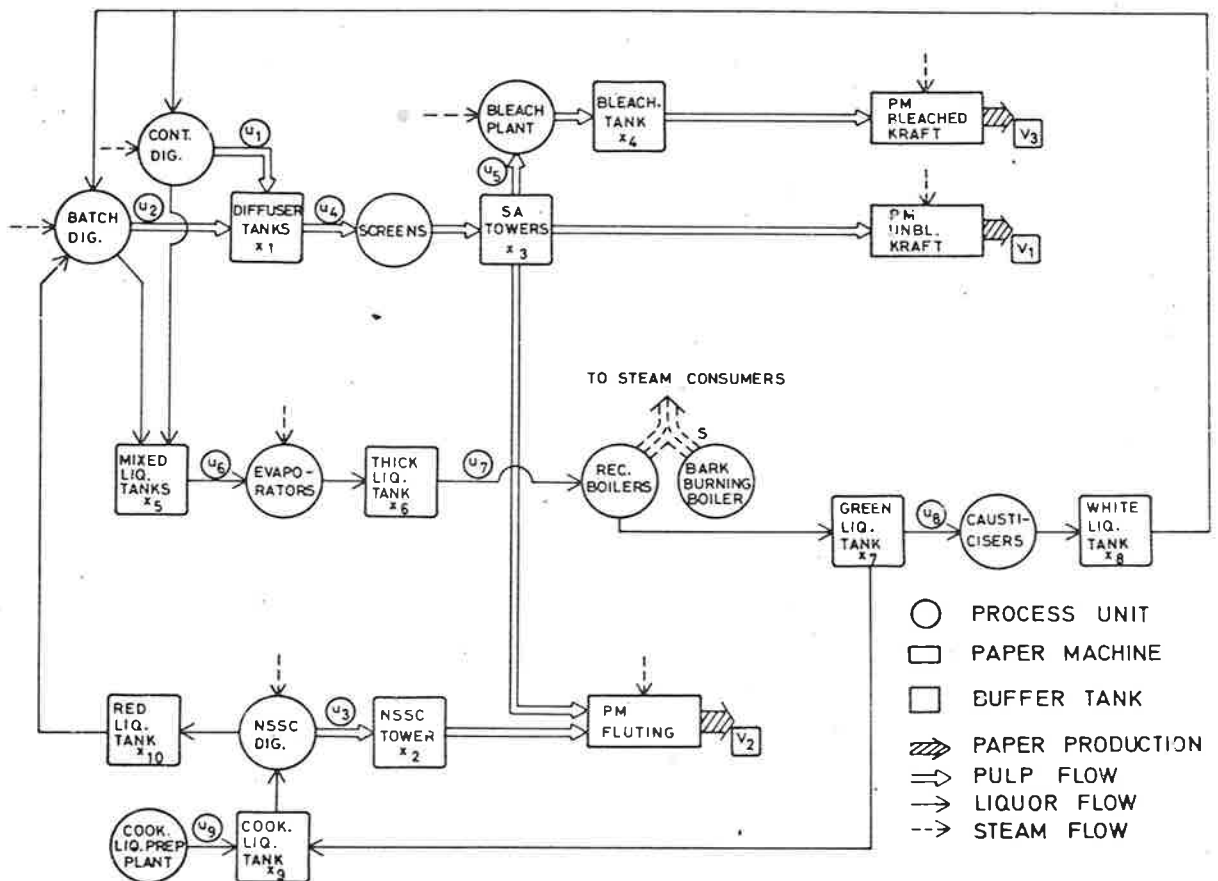 CONT.
DIG.
u1
BATCH
DIG.
u2
DIFFUSER
TANKS
x1
u4
SCREENS
BLEACH
PLANT
u5
BLEACH.
TANK
x4
SA
TOWERS
x3
PM
BLEACHED
KRAFT
V3
PM
UNBL.
KRAFT
V1
TO STEAM CONSUMERS
S
MIXED
LIQ.
TANKS
x5
u6
EVAPO-
RATORS
THICK
LIQ.
TANK
x6
u7
REC.
BOILERS
BARK
BURNING
BOILER
GREEN
LIQ.
TANK
x7
u8
CAUSTI-
CISERS
WHITE
LIQ.
TANK
x8
RED
LIQ.
TANK
x10
NSSC
DIG.
u3
NSSC
TOWER
x2
PM
FLUTING
V2
COOK.
LIQ.PREP
PLANT
u9
COOK.
LIQ.
TANK
x9
PROCESS UNIT
PAPER MACHINE
BUFFER TANK
PAPER PRODUCTION
PULP FLOW
LIQUOR FLOW
STEAM FLOW